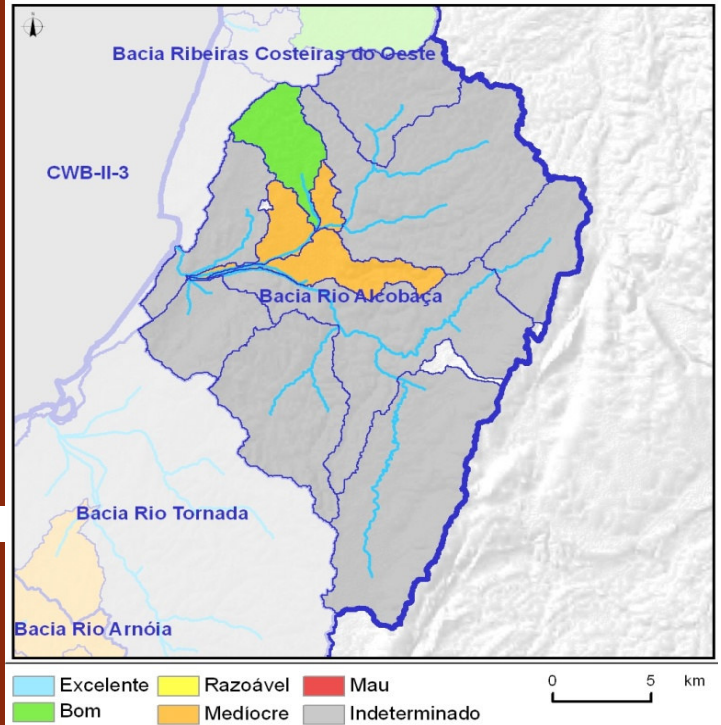 Bacia Ribeiras Costeiras do Oeste
CWB-II-3
Bacia Rio Alcobaça
Bacia Rio Tornada
Bacia Rio Arnóia
Excelente Razoável Mau
Bom Medíocre Indeterminado
0 5 km